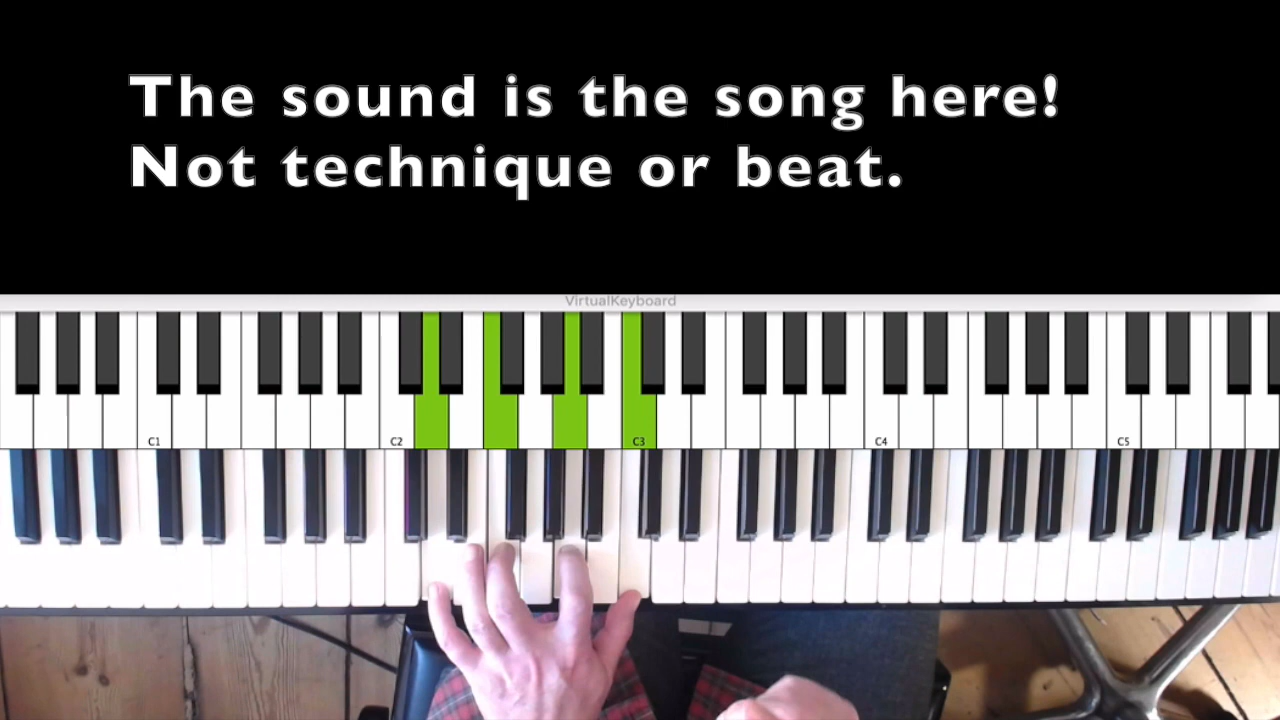 The sound is the song here!
Not technique or beat.
VirtualKeyboard
C1 C2 C3 C4 C5